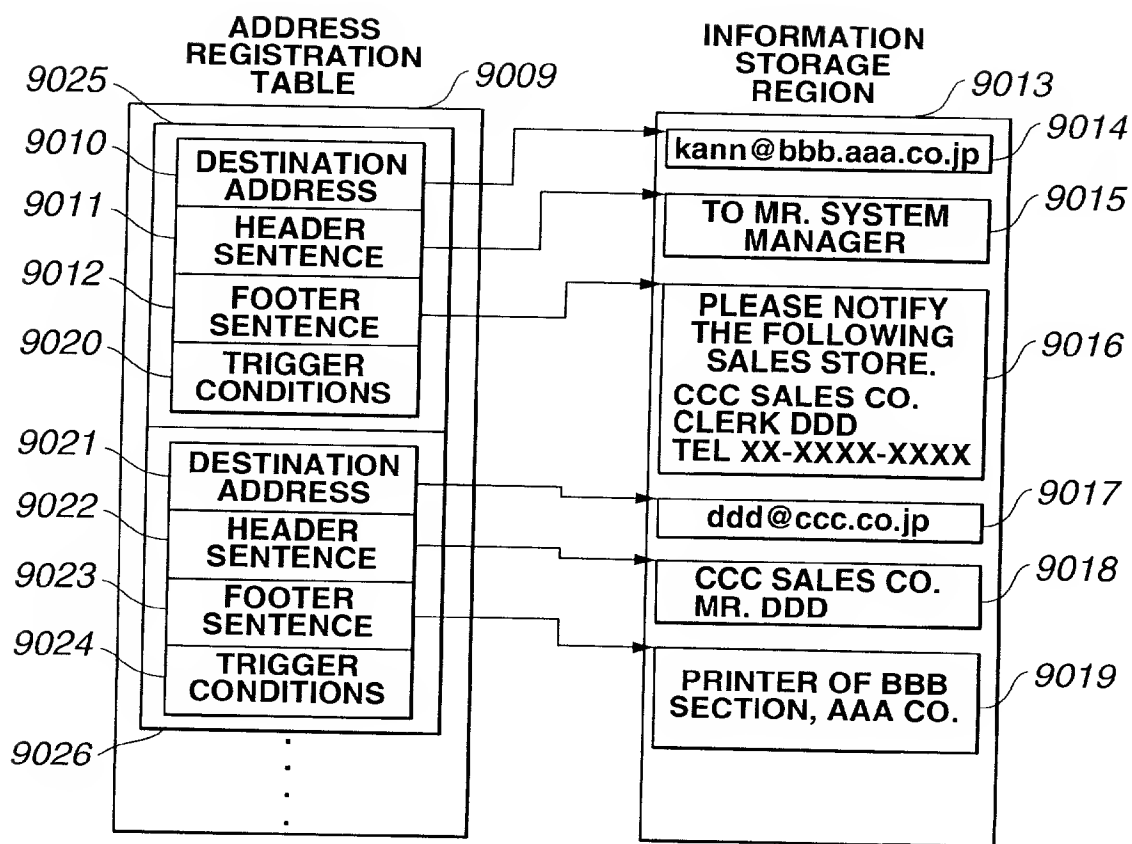 ADDRESS
REGISTRATION
TABLE
9009
9025
9010
DESTINATION
ADDRESS
9011
HEADER
SENTENCE
9012
FOOTER
SENTENCE
9020
TRIGGER
CONDITIONS
9021
DESTINATION
ADDRESS
9022
HEADER
SENTENCE
9023
FOOTER
SENTENCE
9024
TRIGGER
CONDITIONS
9026
INFORMATION
STORAGE
REGION
9013
9014
kann@bbb.aaa.co.jp
9015
TO MR. SYSTEM
MANAGER
PLEASE NOTIFY
THE FOLLOWING
SALES STORE.
9016
CCC SALES CO.
CLERK DDD
TEL XX-XXXX-XXXX
9017
ddd@ccc.co.jp
9018
CCC SALES CO.
MR. DDD
9019
PRINTER OF BBB
SECTION, AAA CO.